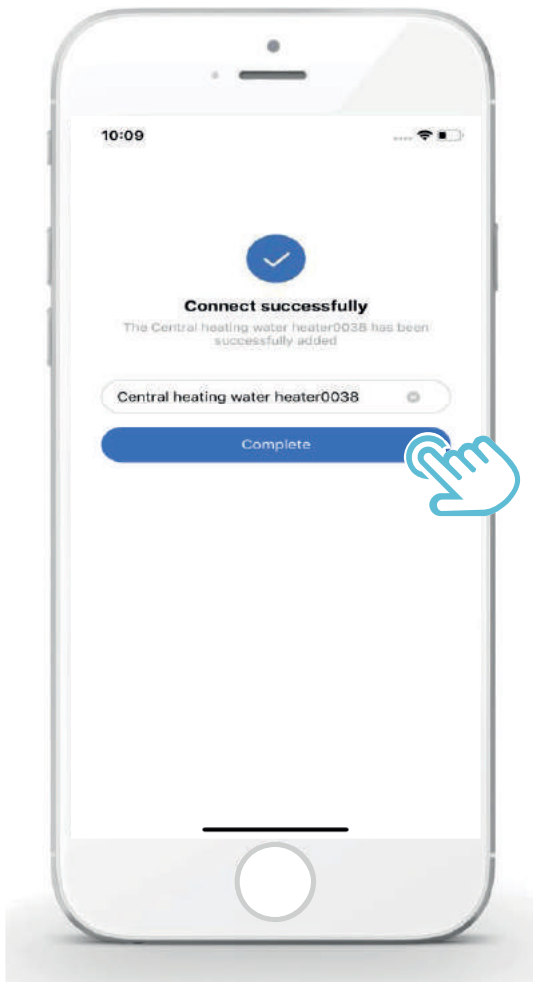 10:09
Connect successfully
The Central heating water heater0038 has been
successfully added
Central heating water heater0038
Complete